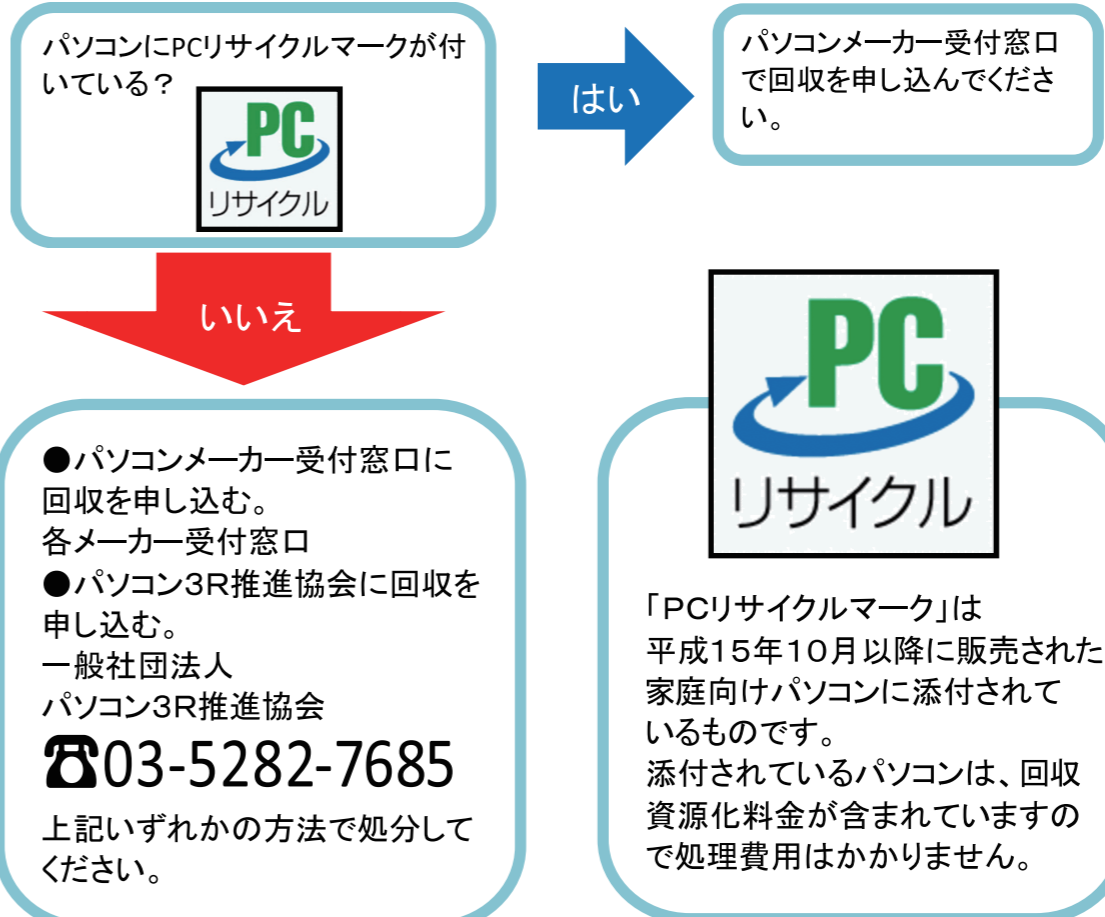 パソコンにPCリサイクルマークが付
いている？
PC
リサイクル
はい
パソコンメーカー受付窓口
で回収を申し込んでくださ
い。
いいえ
●パソコンメーカー受付窓口に
回収を申し込む。
各メーカー受付窓口
●パソコン３Ｒ推進協会に回収を
申し込む。
一般社団法人
パソコン３Ｒ推進協会
☎03-5282-7685
上記いずれかの方法で処分して
ください。
PC
リサイクル
「ＰＣリサイクルマーク」は
平成１５年１０月以降に販売された
家庭向けパソコンに添付されて
いるものです。
添付されているパソコンは、回収
資源化料金が含まれていますの
で処理費用はかかりません。